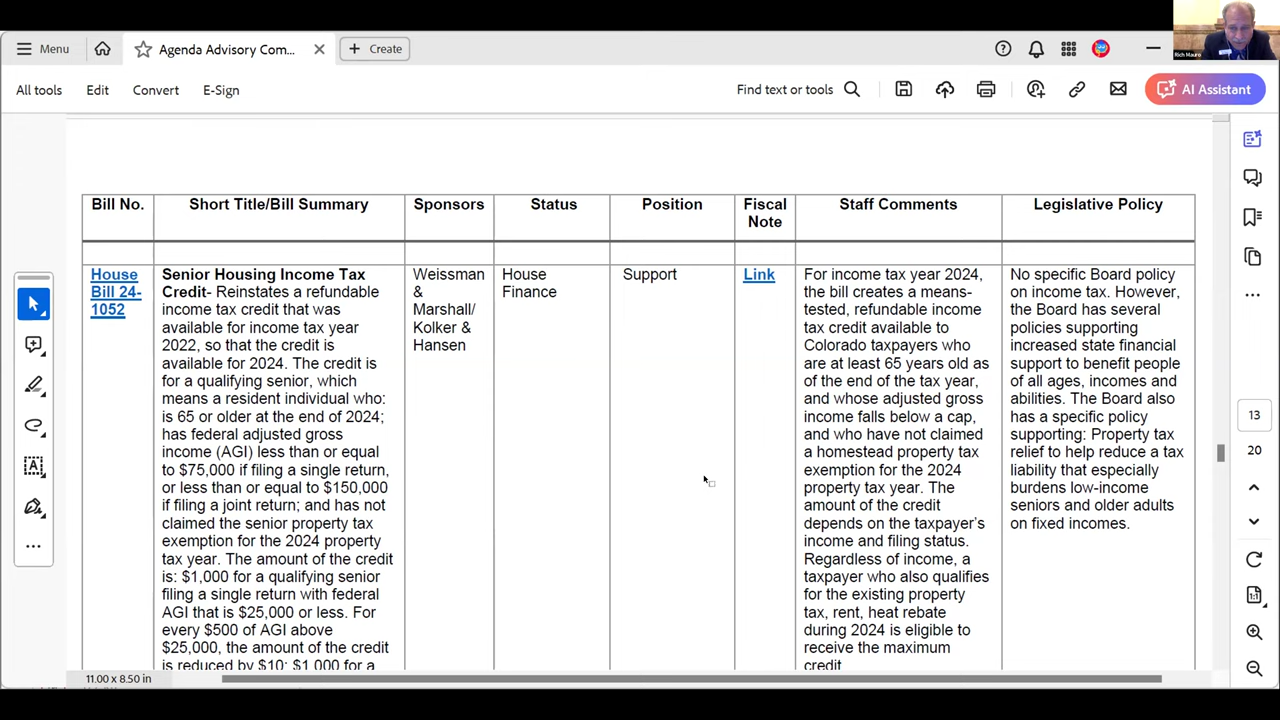 Rich Mauro
Menu
Agenda Advisory Com...
Create
All tools
Edit
Convert
E-Sign
Find text or tools
AI Assistant
Bill No.
Short Title/Bill Summary
Sponsors
Status
Position
Fiscal
Note
Staff Comments
Legislative Policy
House
Bill 24-
1052
Senior Housing Income Tax
Credit- Reinstates a refundable
income tax credit that was
available for income tax year
2022, so that the credit is
available for 2024. The credit is
for a qualifying senior, which
means a resident individual who:
is 65 or older at the end of 2024;
has federal adjusted gross
income (AGI) less than or equal
to $75,000 if filing a single return,
or less than or equal to $150,000
if filing a joint return; and has not
claimed the senior property tax
exemption for the 2024 property
tax year. The amount of the credit
is: $1,000 for a qualifying senior
filing a single return with federal
AGI that is $25,000 or less. For
every $500 of AGI above
$25,000, the amount of the credit
is reduced by $10; $1,000 for a
Weissman
&
Marshall/
Kolker &
Hansen
House
Finance
Support
Link
For income tax year 2024,
the bill creates a means-
tested, refundable income
tax credit available to
Colorado taxpayers who
are at least 65 years old as
of the end of the tax year,
and whose adjusted gross
income falls below a cap,
and who have not claimed
a homestead property tax
exemption for the 2024
property tax year. The
amount of the credit
depends on the taxpayer's
income and filing status.
Regardless of income, a
taxpayer who also qualifies
for the existing property
tax, rent, heat rebate
during 2024 is eligible to
receive the maximum
credit
No specific Board policy
on income tax. However,
the Board has several
policies supporting
increased state financial
support to benefit people
of all ages, incomes and
abilities. The Board also
has a specific policy
supporting: Property tax
relief to help reduce a tax
liability that especially
burdens low-income
seniors and older adults
on fixed incomes.
13
20
11.00 x 8.50 in